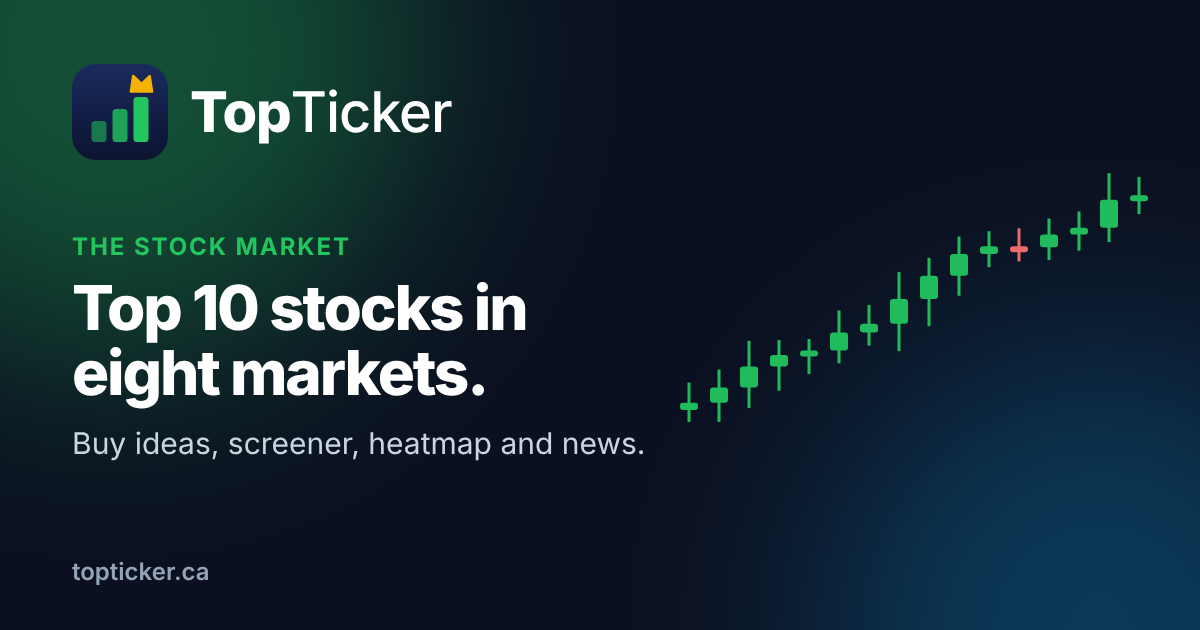 TopTicker
THE STOCK MARKET
Top 10 stocks in
eight markets.
Buy ideas, screener, heatmap and news.
topticker.ca